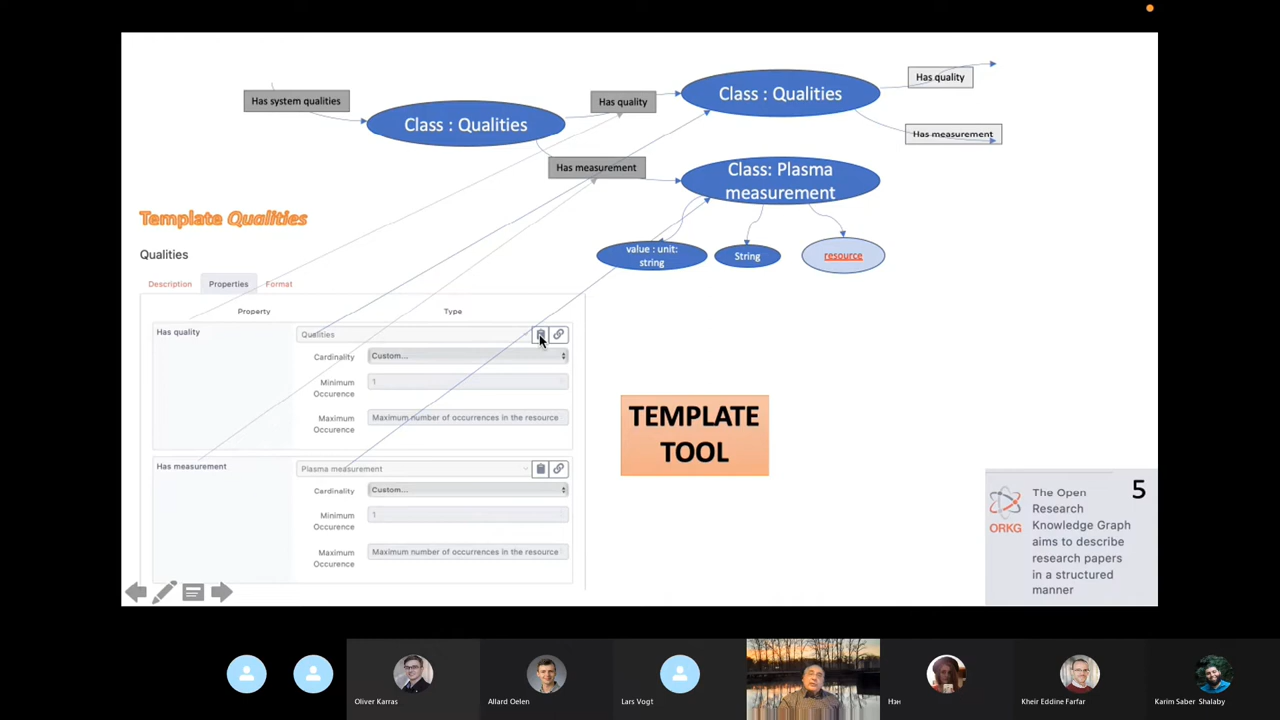 Has system qualities
Class : Qualities
Has quality
Class : Qualities
Has quality
Has measurement
Has measurement
Class: Plasma
measurement
value : unit:
string
String
resource
Template Qualities
Qualities
Description
Properties
Format
Property
Type
Has quality
Qualities
Cardinality
Custom...
Minimum
Occurence
1
Maximum
Occurence
Maximum number of occurrences in the resource
Has measurement
Plasma measurement
Cardinality
Custom...
Minimum
Occurence
1
Maximum
Occurence
Maximum number of occurrences in the resource
TEMPLATE
TOOL
5
ORKG
The Open
Research
Knowledge Graph
aims to describe
research papers
in a structured
manner
Oliver Karras
Allard Oelen
Lars Vogt
Нэн
Kheir Eddine Farfar
Karim Saber Shalaby